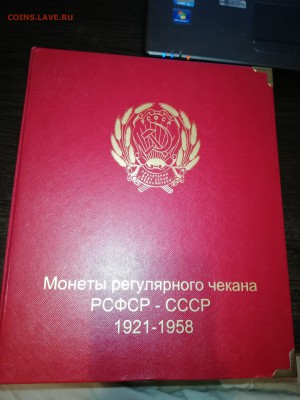 COINS.LAVE.RU
Р.С.Ф.С.Р.
Монеты регулярного чекана
РСФСР - СССР
1921-1958